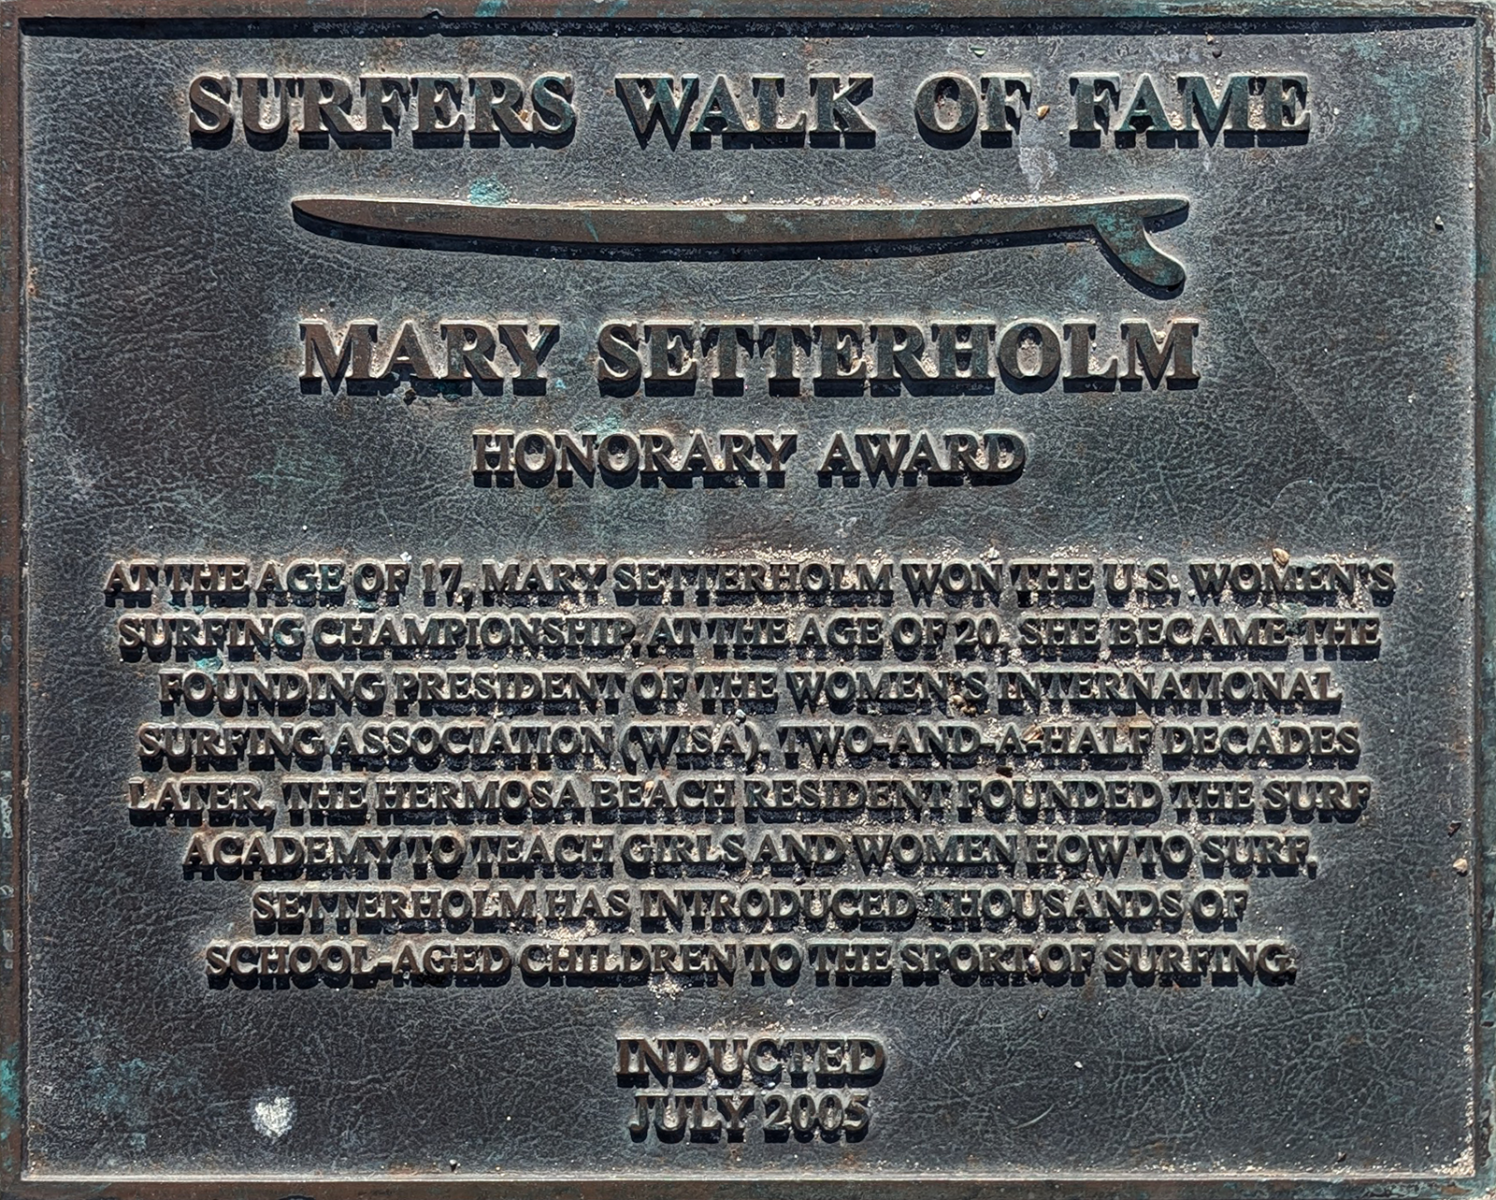 SURFERS WALK OF FAME
MARY SETTERHOLM
HONORARY AWARD
AT THE AGE OF 17, MARY SETTERHOLM WON THE U.S. WOMEN'S
SURFING CHAMPIONSHIP. AT THE AGE OF 20, SHE BECAME THE
FOUNDING PRESIDENT OF THE WOMEN'S INTERNATIONAL
SURFING ASSOCIATION (WISA). TWO-AND-A-HALF DECADES
LATER, THE HERMOSA BEACH RESIDENT FOUNDED THE SURF
ACADEMY TO TEACH GIRLS AND WOMEN HOW TO SURF.
SETTERHOLM HAS INTRODUCED THOUSANDS OF
SCHOOL-AGED CHILDREN TO THE SPORT OF SURFING.
INDUCTED
JULY 2005